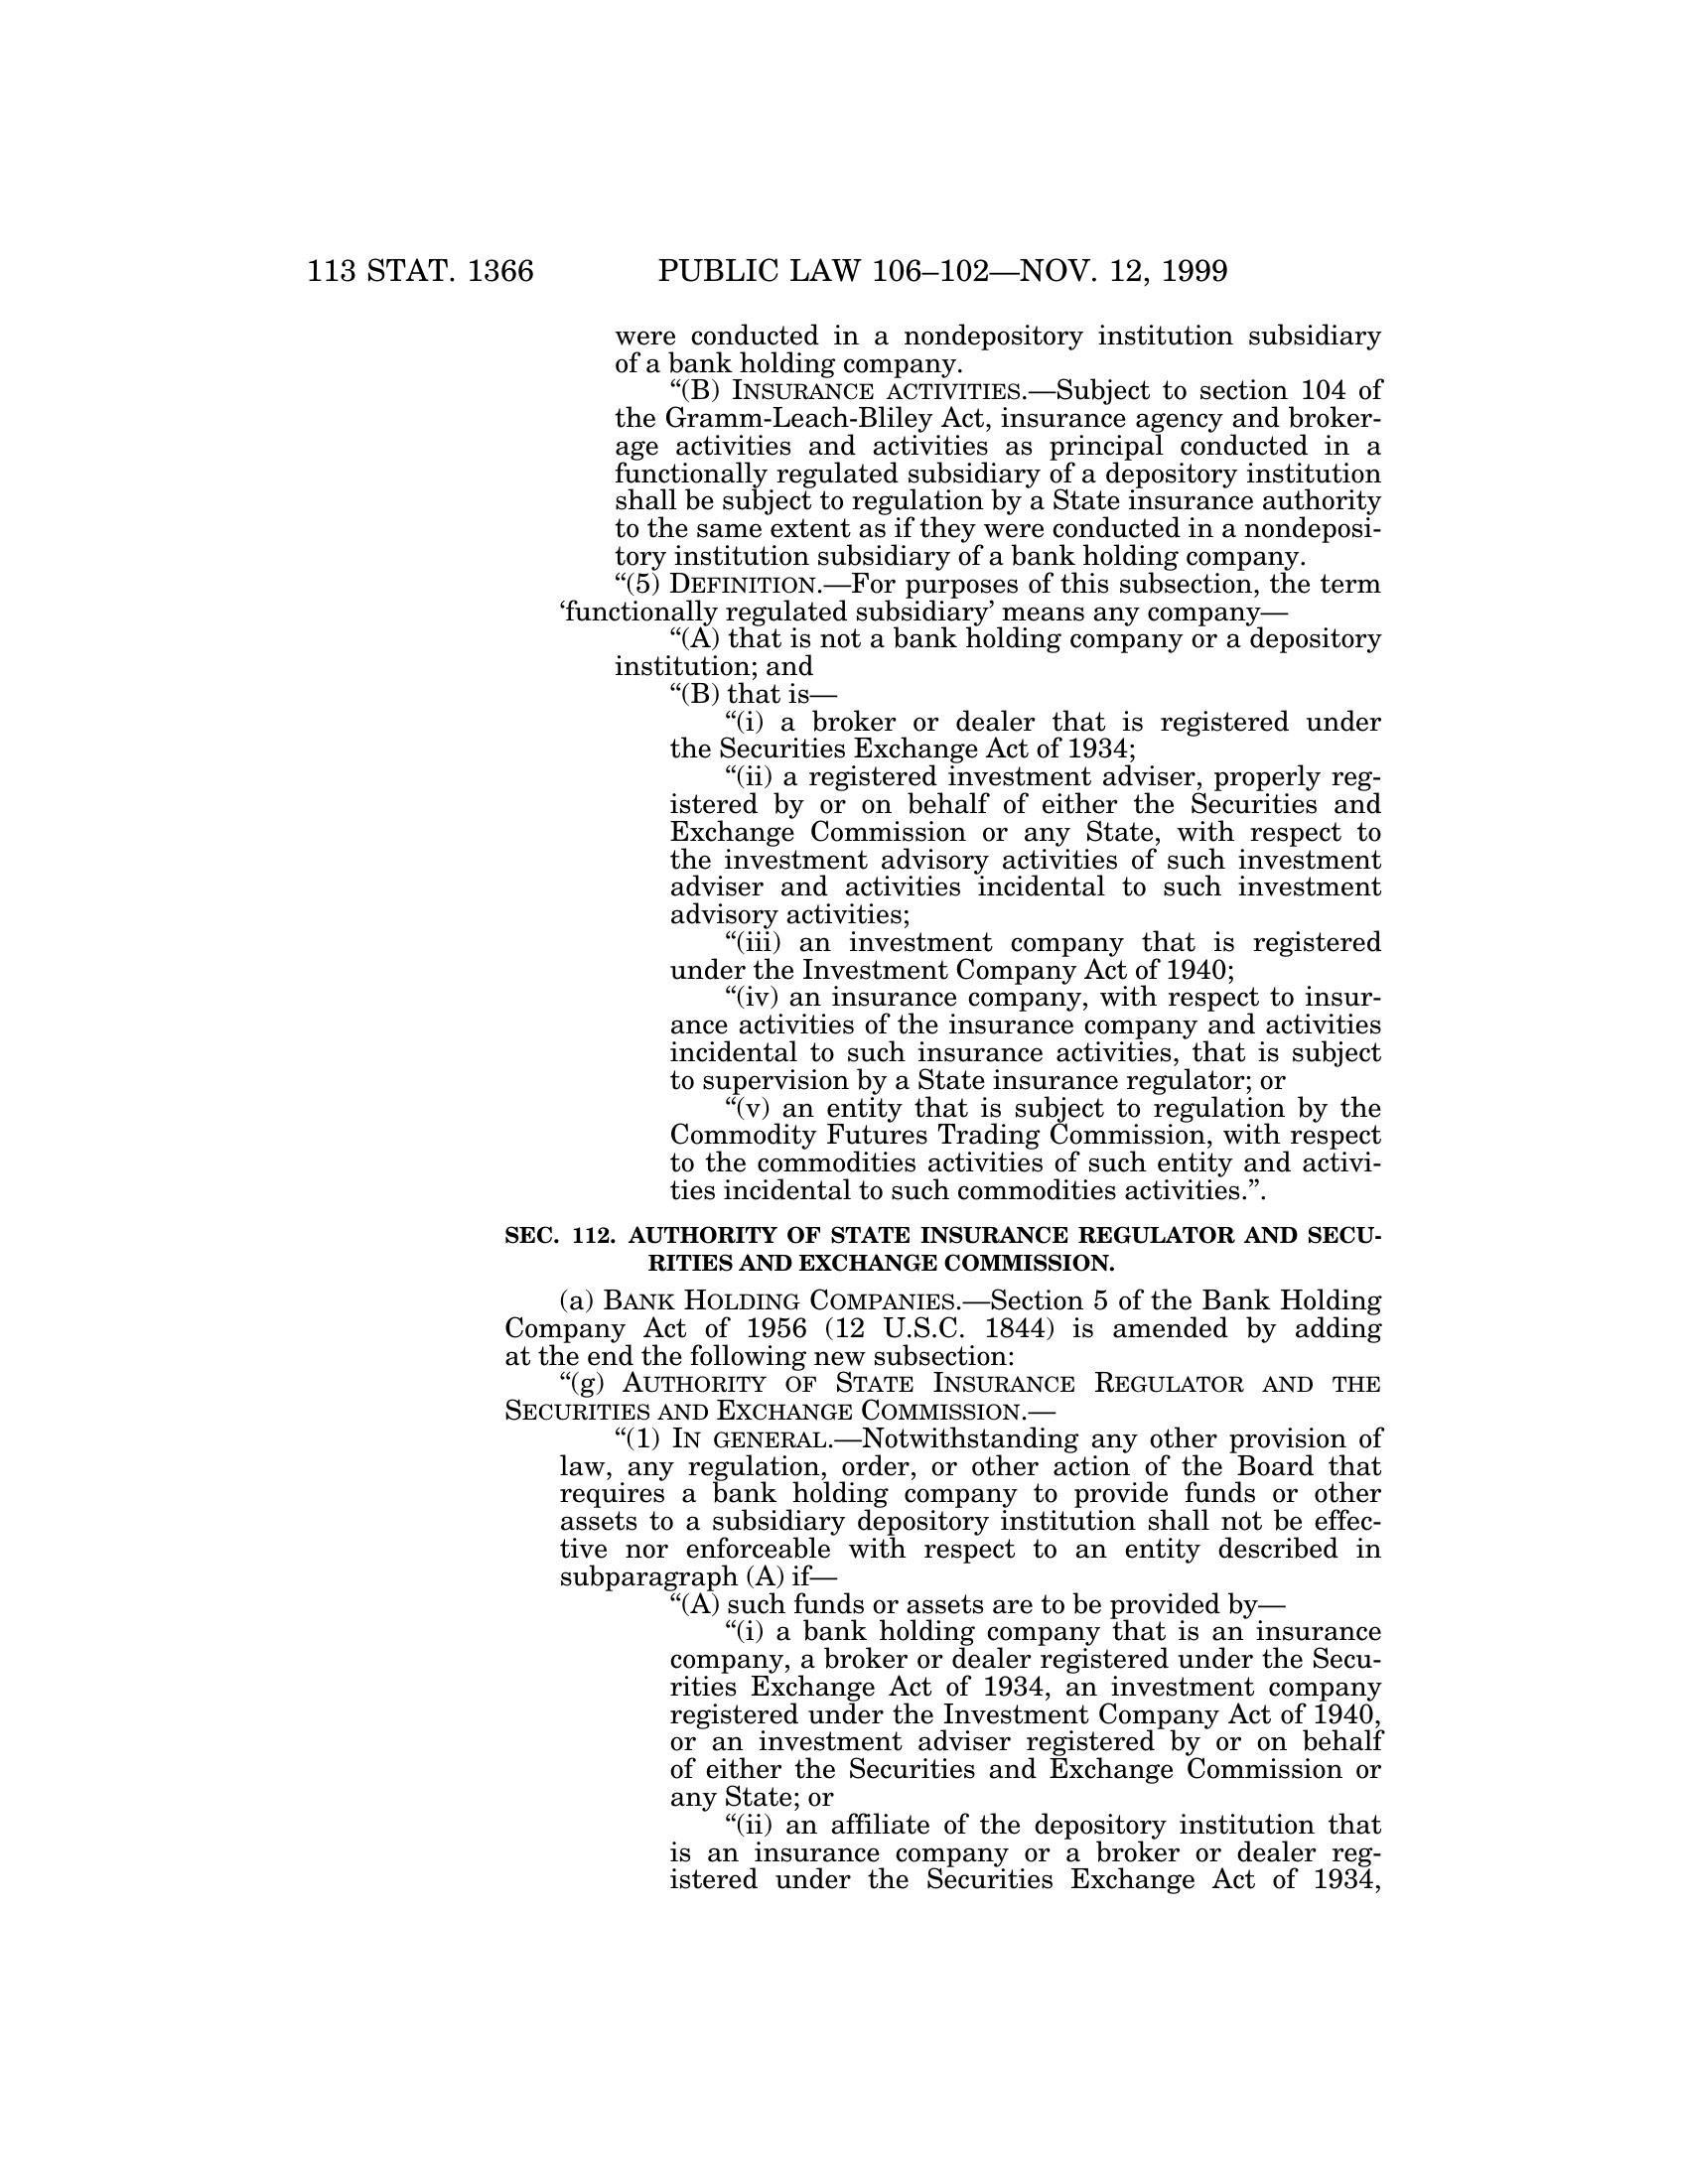 113 STAT. 1366 PUBLIC LAW 106–102—NOV. 12, 1999
were conducted in a nondepository institution subsidiary
of a bank holding company.
“(B) INSURANCE ACTIVITIES.—Subject to section 104 of
the Gramm-Leach-Bliley Act, insurance agency and broker-
age activities and activities as principal conducted in a
functionally regulated subsidiary of a depository institution
shall be subject to regulation by a State insurance authority
to the same extent as if they were conducted in a nondeposi-
tory institution subsidiary of a bank holding company.
“(5) DEFINITION.—For purposes of this subsection, the term
‘functionally regulated subsidiary’ means any company—
“(A) that is not a bank holding company or a depository
institution; and
“(B) that is—
“(i) a broker or dealer that is registered under
the Securities Exchange Act of 1934;
“(ii) a registered investment adviser, properly reg-
istered by or on behalf of either the Securities and
Exchange Commission or any State, with respect to
the investment advisory activities of such investment
adviser and activities incidental to such investment
advisory activities;
“(iii) an investment company that is registered
under the Investment Company Act of 1940;
“(iv) an insurance company, with respect to insur-
ance activities of the insurance company and activities
incidental to such insurance activities, that is subject
to supervision by a State insurance regulator; or
“(v) an entity that is subject to regulation by the
Commodity Futures Trading Commission, with respect
to the commodities activities of such entity and activi-
ties incidental to such commodities activities.”.
SEC. 112. AUTHORITY OF STATE INSURANCE REGULATOR AND SECU-
RITIES AND EXCHANGE COMMISSION.
(a) BANK HOLDING COMPANIES.—Section 5 of the Bank Holding
Company Act of 1956 (12 U.S.C. 1844) is amended by adding
at the end the following new subsection:
“(g) AUTHORITY OF STATE INSURANCE REGULATOR AND THE
SECURITIES AND EXCHANGE COMMISSION.—
“(1) IN GENERAL.—Notwithstanding any other provision of
law, any regulation, order, or other action of the Board that
requires a bank holding company to provide funds or other
assets to a subsidiary depository institution shall not be effec-
tive nor enforceable with respect to an entity described in
subparagraph (A) if—
“(A) such funds or assets are to be provided by—
“(i) a bank holding company that is an insurance
company, a broker or dealer registered under the Secu-
rities Exchange Act of 1934, an investment company
registered under the Investment Company Act of 1940,
or an investment adviser registered by or on behalf
of either the Securities and Exchange Commission or
any State; or
“(ii) an affiliate of the depository institution that
is an insurance company or a broker or dealer reg-
istered under the Securities Exchange Act of 1934,